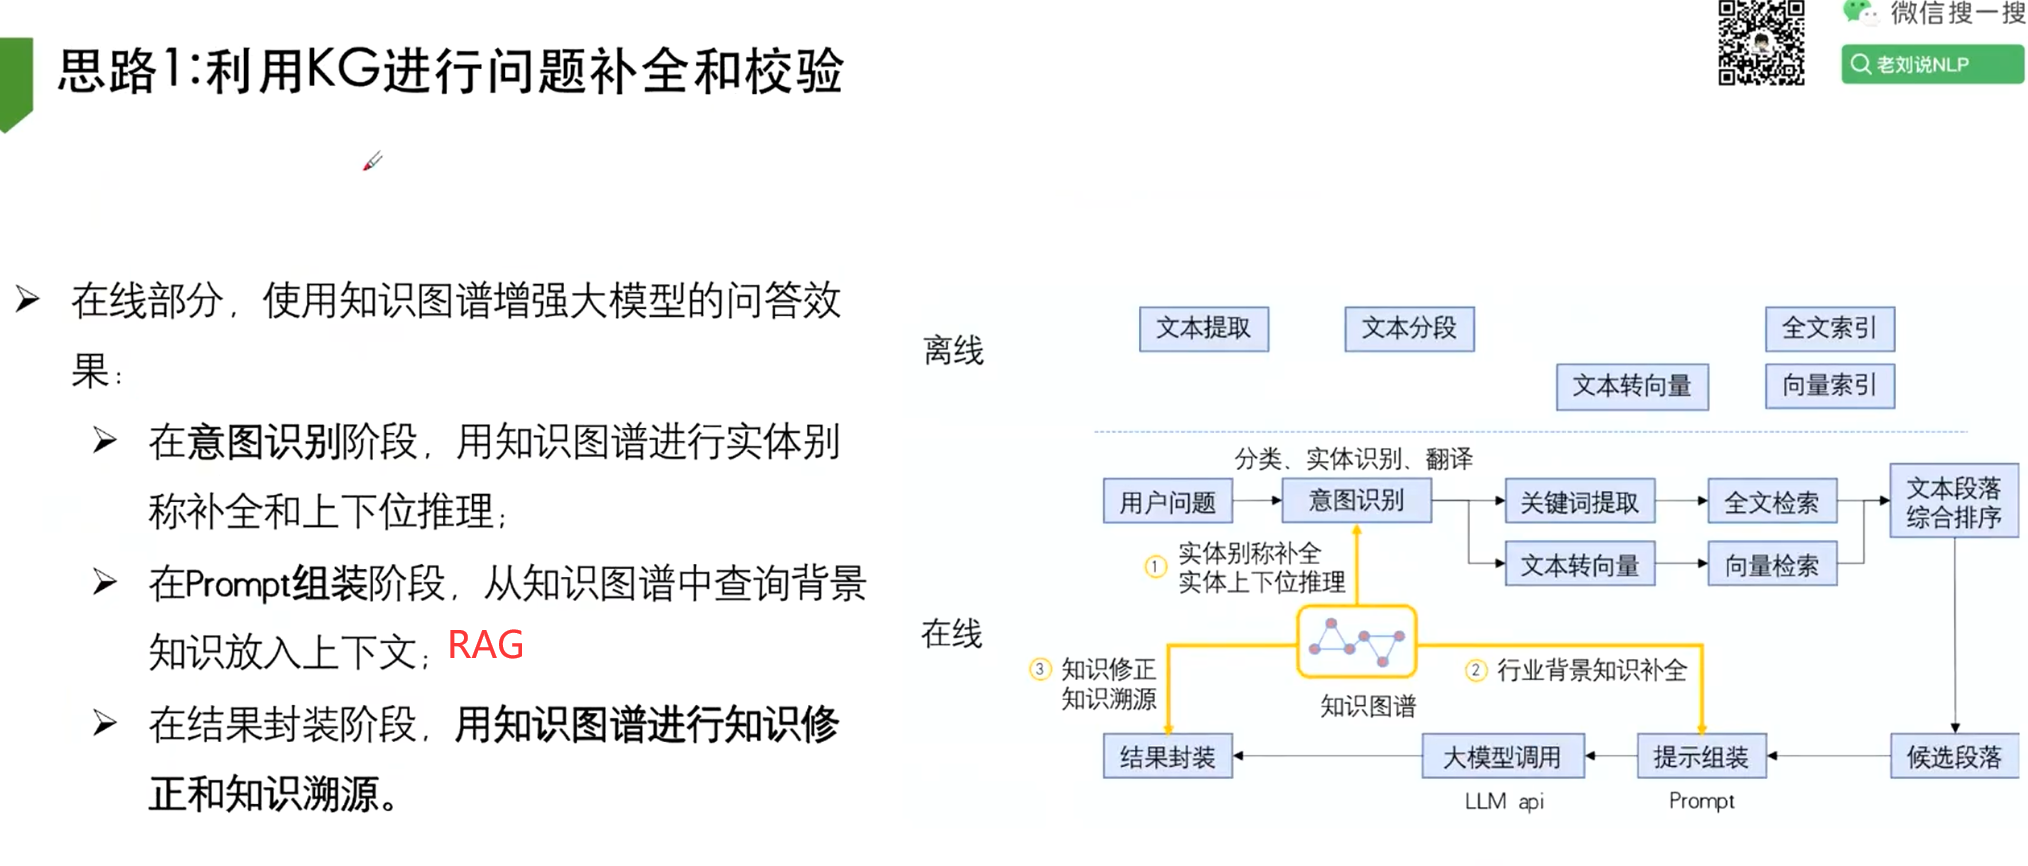 思路1:利用KG进行问题补全和校验
微信搜一搜
老刘说NLP
在线部分，使用知识图谱增强大模型的问答效
果：
在意图识别阶段，用知识图谱进行实体别
称补全和上下位推理；
在Prompt组装阶段，从知识图谱中查询背景
知识放入上下文；RAG
在结果封装阶段，用知识图谱进行知识修
正和知识溯源。
离线
文本提取
文本分段
全文索引
文本转向量
向量索引
在线
分类、实体识别、翻译
用户问题
意图识别
关键词提取
全文检索
文本段落
综合排序
文本转向量
向量检索
① 实体别称补全
实体上下位推理
③ 知识修正
知识溯源
② 行业背景知识补全
知识图谱
结果封装
大模型调用
提示组装
候选段落
LLM api
Prompt